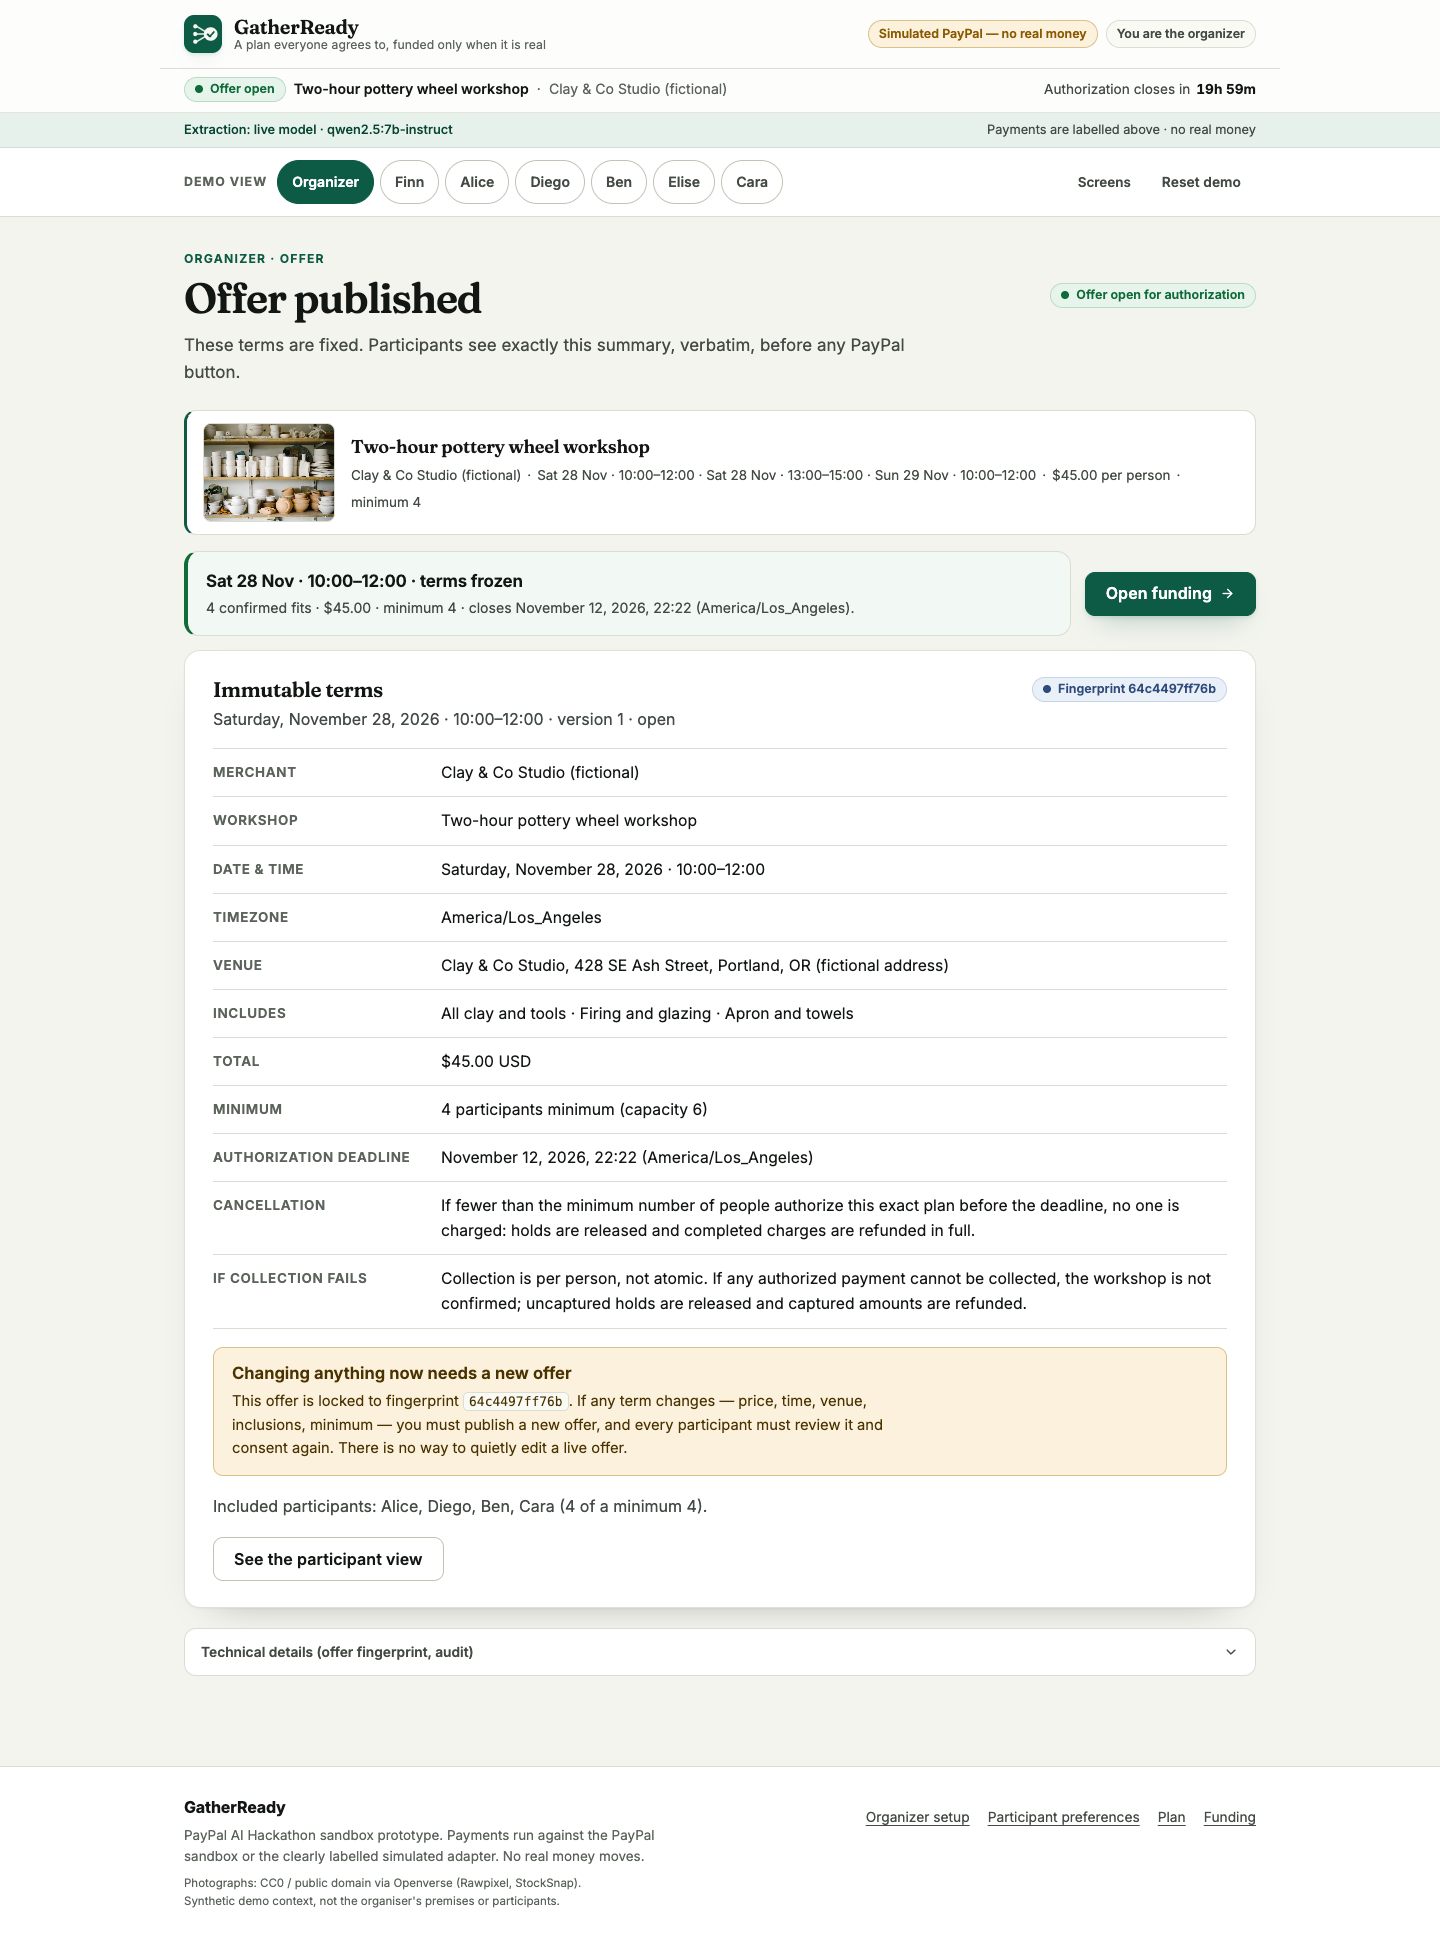 GatherReady
A plan everyone agrees to, funded only when it is real
Simulated PayPal — no real money
You are the organizer
Offer open
Two-hour pottery wheel workshop · Clay & Co Studio (fictional)
Authorization closes in 19h 59m
Extraction: live model · qwen2.5:7b-instruct
Payments are labelled above · no real money
DEMO VIEW
Organizer
Finn
Alice
Diego
Ben
Elise
Cara
Screens
Reset demo
ORGANIZER · OFFER
Offer published
Offer open for authorization
These terms are fixed. Participants see exactly this summary, verbatim, before any PayPal
button.
Two-hour pottery wheel workshop
Clay & Co Studio (fictional) · Sat 28 Nov · 10:00–12:00 · Sat 28 Nov · 13:00–15:00 · Sun 29 Nov · 10:00–12:00 · $45.00 per person ·
minimum 4
Sat 28 Nov · 10:00–12:00 · terms frozen
4 confirmed fits · $45.00 · minimum 4 · closes November 12, 2026, 22:22 (America/Los_Angeles).
Open funding →
Immutable terms
Fingerprint 64c4497ff76b
Saturday, November 28, 2026 · 10:00–12:00 · version 1 · open
MERCHANT
Clay & Co Studio (fictional)
WORKSHOP
Two-hour pottery wheel workshop
DATE & TIME
Saturday, November 28, 2026 · 10:00–12:00
TIMEZONE
America/Los_Angeles
VENUE
Clay & Co Studio, 428 SE Ash Street, Portland, OR (fictional address)
INCLUDES
All clay and tools · Firing and glazing · Apron and towels
TOTAL
$45.00 USD
MINIMUM
4 participants minimum (capacity 6)
AUTHORIZATION DEADLINE
November 12, 2026, 22:22 (America/Los_Angeles)
CANCELLATION
If fewer than the minimum number of people authorize this exact plan before the deadline, no one is
charged: holds are released and completed charges are refunded in full.
IF COLLECTION FAILS
Collection is per person, not atomic. If any authorized payment cannot be collected, the workshop is not
confirmed; uncaptured holds are released and captured amounts are refunded.
Changing anything now needs a new offer
This offer is locked to fingerprint 64c4497ff76b. If any term changes — price, time, venue,
inclusions, minimum — you must publish a new offer, and every participant must review it and
consent again. There is no way to quietly edit a live offer.
Included participants: Alice, Diego, Ben, Cara (4 of a minimum 4).
See the participant view
Technical details (offer fingerprint, audit)
GatherReady
PayPal AI Hackathon sandbox prototype. Payments run against the PayPal
sandbox or the clearly labelled simulated adapter. No real money moves.
Photographs: CC0 / public domain via Openverse (Rawpixel, StockSnap).
Synthetic demo context, not the organiser's premises or participants.
Organizer setup
Participant preferences
Plan
Funding